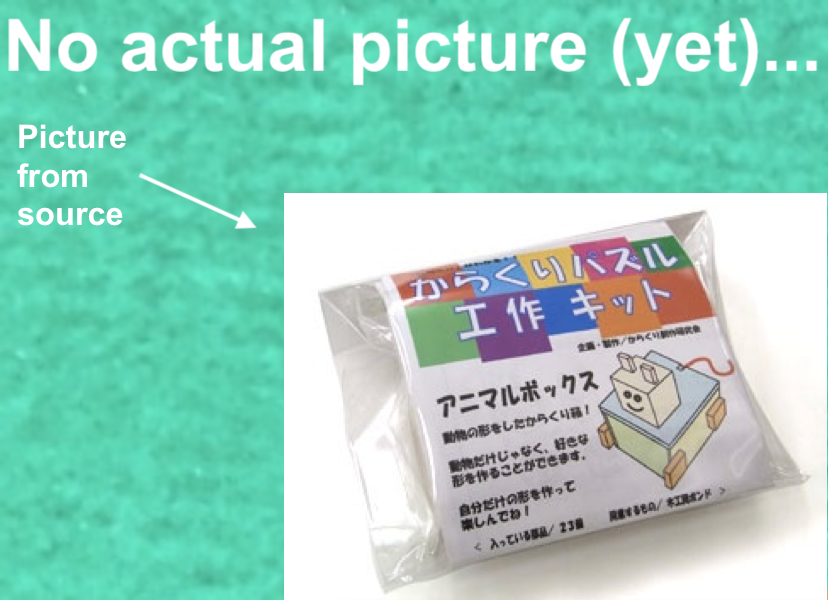 No actual picture (yet)...
Picture
from
source
からくりパズル
工作キット
企画・製作/からくり創作研究会
アニマルボックス
動物の形をしたからくり箱!
動物だけじゃなく、好きな
形を作ることができます。
自分だけの形を作って
楽しんでね!
< 入っている部品/ 23個 用意するもの/ 木工用ボンド >